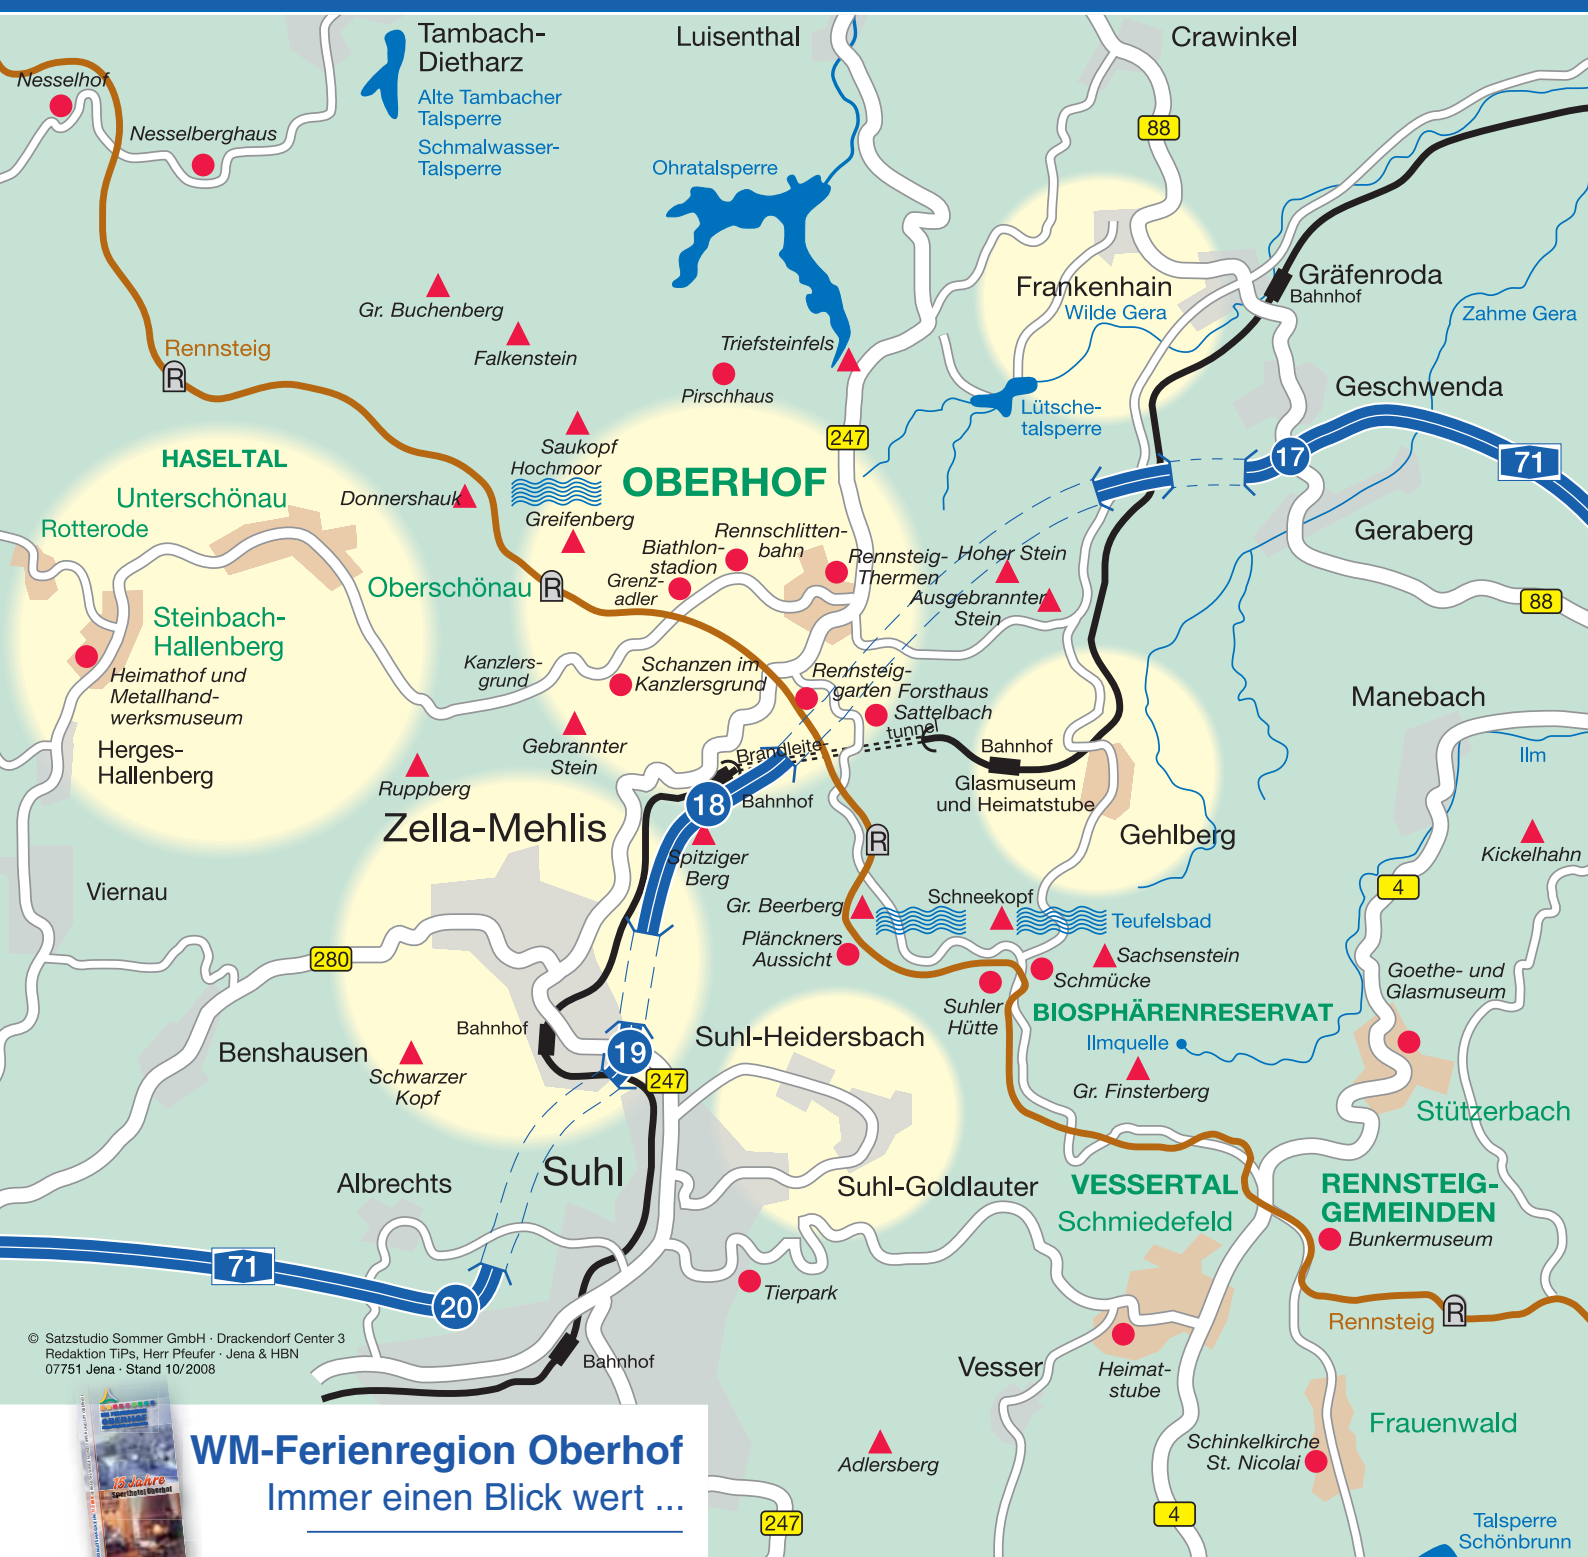 Tambach-
Dietharz
Alte Tambacher
Talsperre
Schmalwasser-
Talsperre
Luisenthal
Crawinkel
Nesselhof
Nesselberghaus
88
Ohratalsperre
Gräfenroda
Bahnhof
Frankenhain
Wilde Gera
Zahme Gera
Gr. Buchenberg
Falkenstein
Triefsteinfels
Rennsteig
R
Pirschhaus
Geschwenda
Lütsche-
talsperre
Saukopf
Hochmoor
247
HASELTAL
Unterschönau
Rotterode
Donnershauk
OBERHOF
17
71
Greifenberg
Rennschlitten-
bahn
Biathlon-
stadion
Grenz-
adler
Rennsteig-
Thermen
Hoher Stein
Ausgebrannter
Stein
Geraberg
88
Oberschönau
R
Steinbach-
Hallenberg
Heimathof und
Metallhand-
werksmuseum
Kanzlers-
grund
Schanzen im
Kanzlersgrund
Rennsteig-
garten
Forsthaus
Sattelbach
Manebach
Herges-
Hallenberg
Gebrannter
Stein
Brandleite-
tunnel
Bahnhof
Glasmuseum
und Heimatstube
Ilm
Ruppberg
18
Bahnhof
Zella-Mehlis
Spitziger
Berg
R
Gehlberg
Kickelhahn
Viernau
4
Gr. Beerberg
Schneekopf
Teufelsbad
Plänckners
Aussicht
280
Sachsenstein
Schmücke
Suhler
Hütte
Goethe- und
Glasmuseum
BIOSPHÄRENRESERVAT
Bahnhof
Benshausen
Schwarzer
Kopf
19
247
Suhl-Heidersbach
Ilmquelle
Gr. Finsterberg
Stützerbach
Albrechts
Suhl
Suhl-Goldlauter
VESSERTAL
Schmiedefeld
RENNSTEIG-
GEMEINDEN
Bunkermuseum
71
20
Tierpark
Rennsteig
R
© Satzstudio Sommer GmbH · Drackendorf Center 3
Redaktion TiPs, Herr Pfeufer · Jena & HBN
07751 Jena · Stand 10/2008
Bahnhof
Vesser
Heimat-
stube
Frauenwald
Schinkelkirche
St. Nicolai
Adlersberg
OBERHOF
15 Jahre
Sporthotel Oberhof
WM-Ferienregion Oberhof
Immer einen Blick wert ...
247
4
Talsperre
Schönbrunn